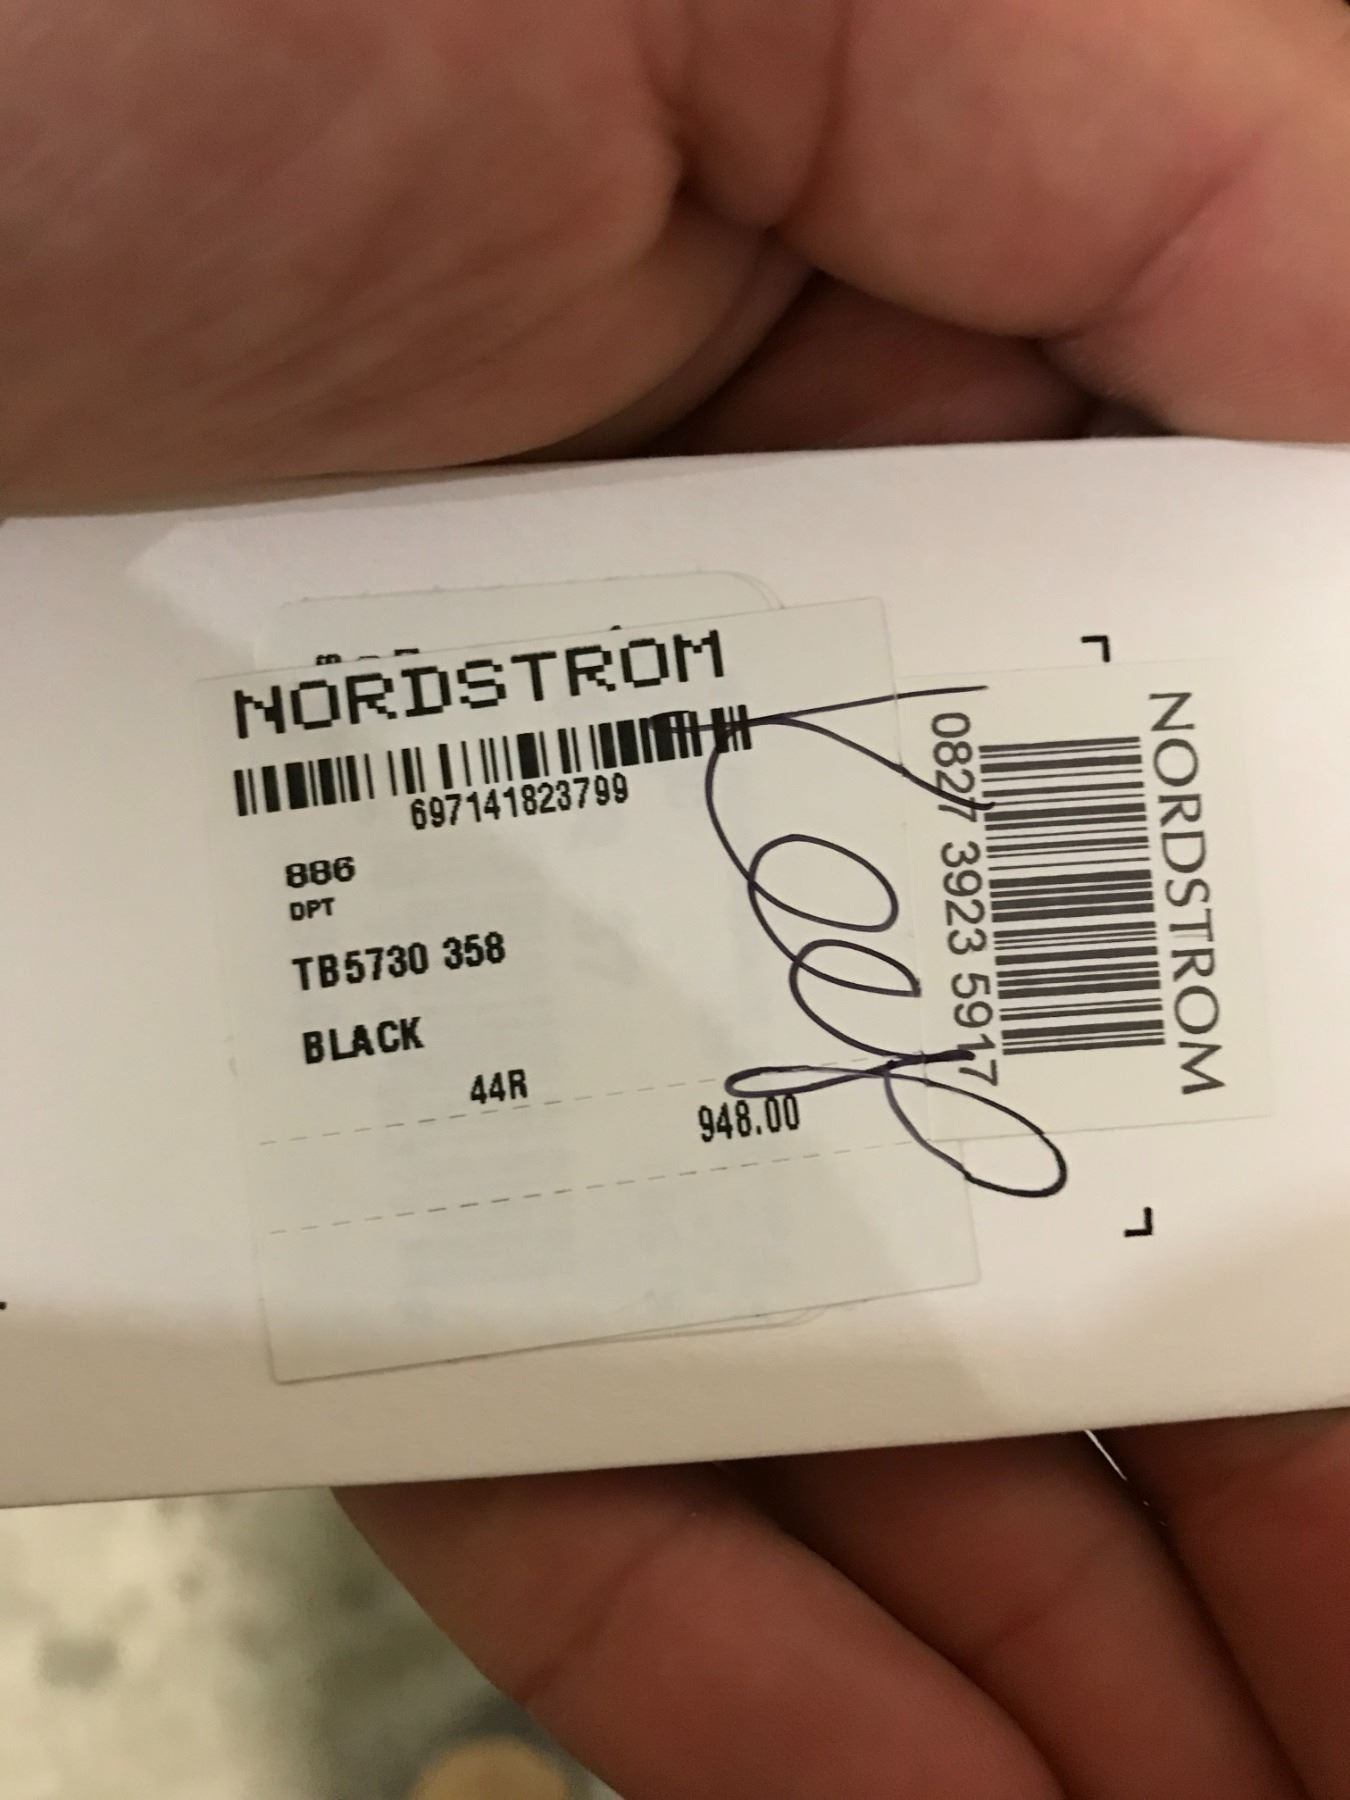 NORDSTROM
697141823799
886
DPT
TB5730 358
BLACK
44R
948.00
NORDSTROM
0827 3923 5917